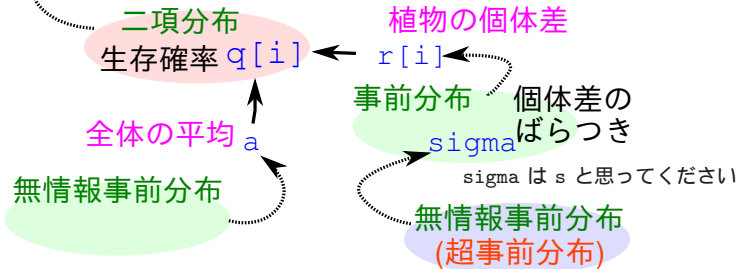 二項分布
植物の個体差
生存確率 q[i]
r[i]
事前分布
個体差の
ばらつき
全体の平均 a
sigma
sigma は s と思ってください
無情報事前分布
無情報事前分布
(超事前分布)